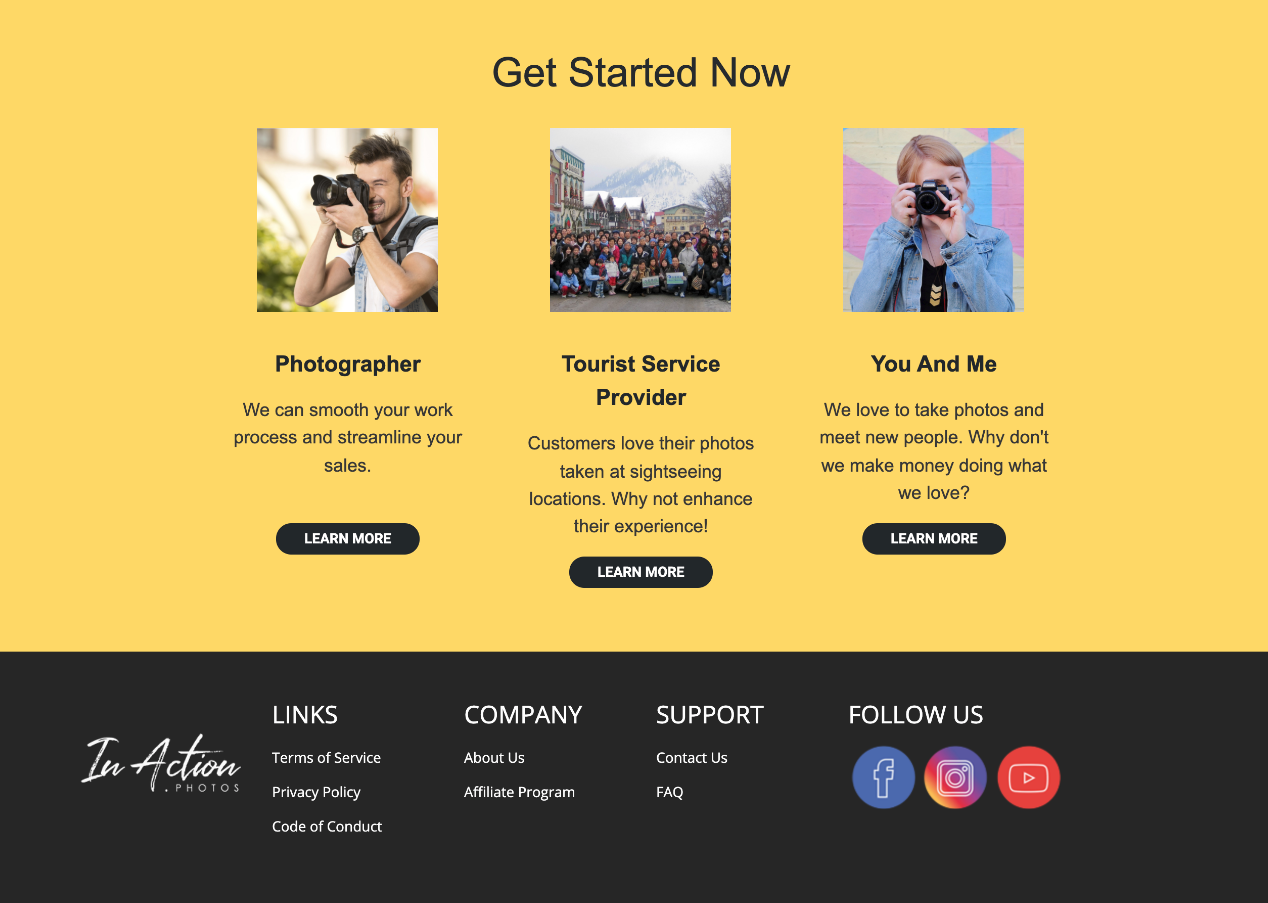 Get Started Now
Photographer
We can smooth your work
process and streamline your
sales.
LEARN MORE
Tourist Service
Provider
Customers love their photos
taken at sightseeing
locations. Why not enhance
their experience!
LEARN MORE
You And Me
We love to take photos and
meet new people. Why don't
we make money doing what
we love?
LEARN MORE
In Action
.PHOTOS
LINKS
Terms of Service
Privacy Policy
Code of Conduct
COMPANY
About Us
Affiliate Program
SUPPORT
Contact Us
FAQ
FOLLOW US